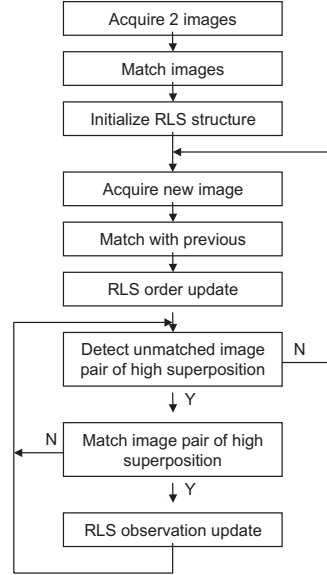 Acquire 2 images
Match images
Initialize RLS structure
Acquire new image
Match with previous
RLS order update
Detect unmatched image
pair of high superposition
N
Y
N
Match image pair of high
superposition
Y
RLS observation update